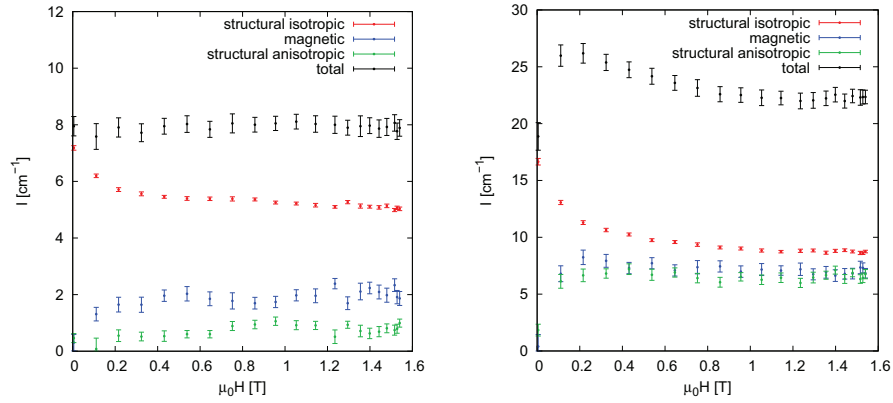 structural isotropic
magnetic
structural anisotropic
total
12
10
8
6
4
2
0
I [cm⁻¹]
0 0.2 0.4 0.6 0.8 1 1.2 1.4 1.6
μ₀H [T]
structural isotropic
magnetic
structural anisotropic
total
30
25
20
15
10
5
0
I [cm⁻¹]
0 0.2 0.4 0.6 0.8 1 1.2 1.4 1.6
μ₀H [T]